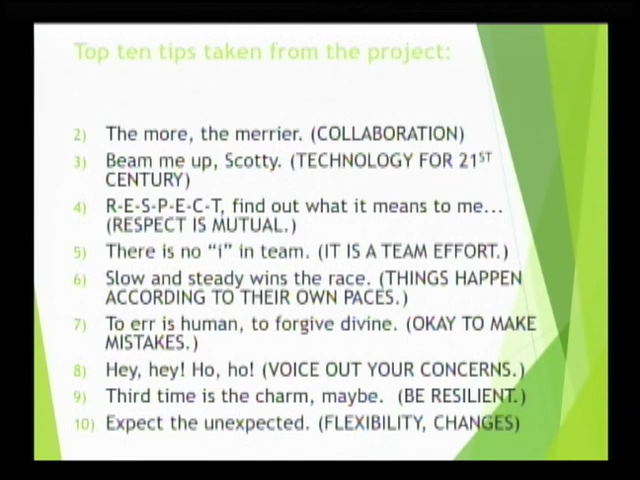 Top ten tips taken from the project:
2) The more, the merrier. (COLLABORATION)
3) Beam me up, Scotty. (TECHNOLOGY FOR 21ST
CENTURY)
4) R-E-S-P-E-C-T, find out what it means to me...
(RESPECT IS MUTUAL.)
5) There is no “i” in team. (IT IS A TEAM EFFORT.)
6) Slow and steady wins the race. (THINGS HAPPEN
ACCORDING TO THEIR OWN PACES.)
7) To err is human, to forgive divine. (OKAY TO MAKE
MISTAKES.)
8) Hey, hey! Ho, ho! (VOICE OUT YOUR CONCERNS.)
9) Third time is the charm, maybe. (BE RESILIENT.)
10) Expect the unexpected. (FLEXIBILITY, CHANGES)